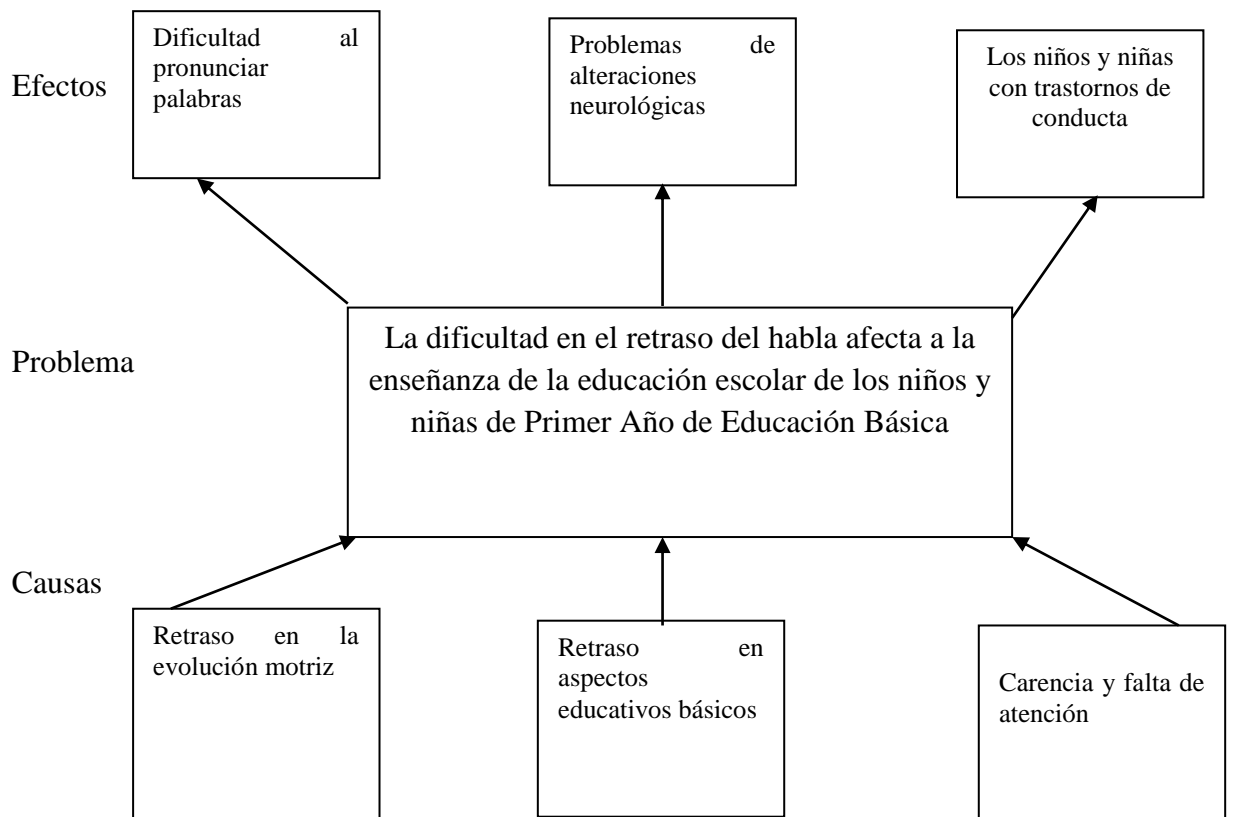 Efectos
Dificultad al
pronunciar
palabras
Problemas de
alteraciones
neurológicas
Los niños y niñas
con trastornos de
conducta
Problema
La dificultad en el retraso del habla afecta a la
enseñanza de la educación escolar de los niños y
niñas de Primer Año de Educación Básica
Causas
Retraso en la
evolución motriz
Retraso en
aspectos
educativos básicos
Carencia y falta de
atención